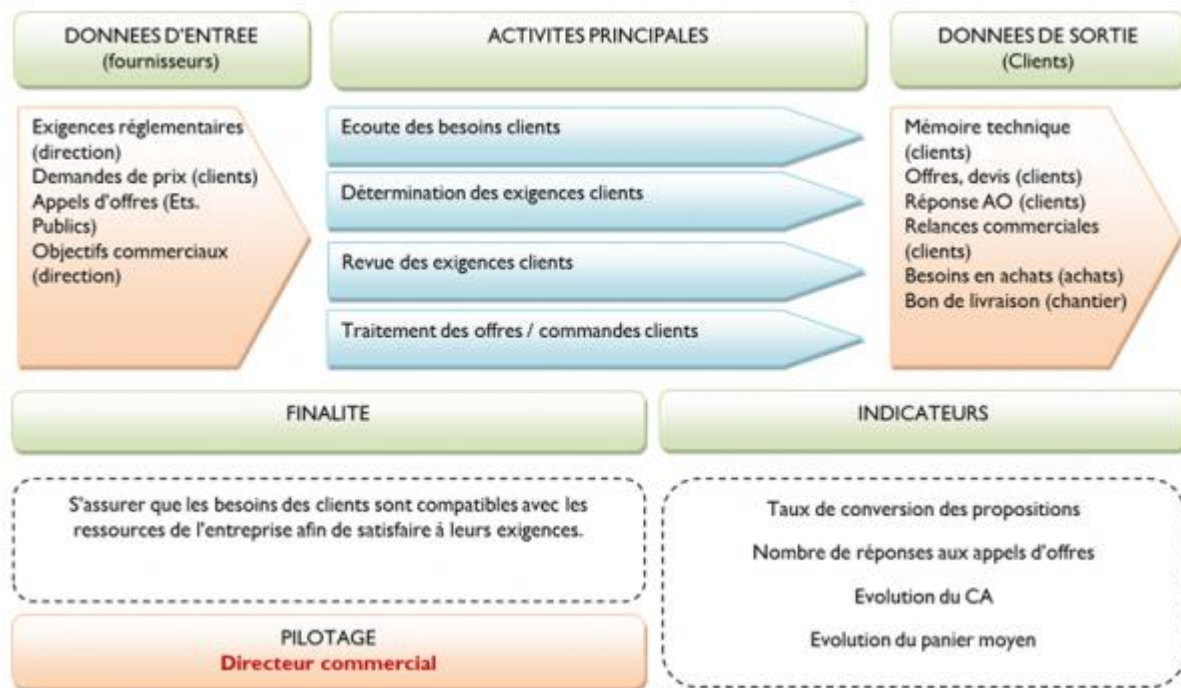 DONNEES D'ENTREE
(fournisseurs)
ACTIVITES PRINCIPALES
DONNEES DE SORTIE
(Clients)
Exigences réglementaires
(direction)
Demandes de prix (clients)
Appels d'offres (Ets.
Publics)
Objectifs commerciaux
(direction)
Ecoute des besoins clients
Détermination des exigences clients
Revue des exigences clients
Traitement des offres / commandes clients
Mémoire technique
(clients)
Offres, devis (clients)
Réponse AO (clients)
Relances commerciales
(clients)
Besoins en achats (achats)
Bon de livraison (chantier)
FINALITE
S'assurer que les besoins des clients sont compatibles avec les
ressources de l'entreprise afin de satisfaire à leurs exigences.
PILOTAGE
Directeur commercial
INDICATEURS
Taux de conversion des propositions
Nombre de réponses aux appels d'offres
Evolution du CA
Evolution du panier moyen